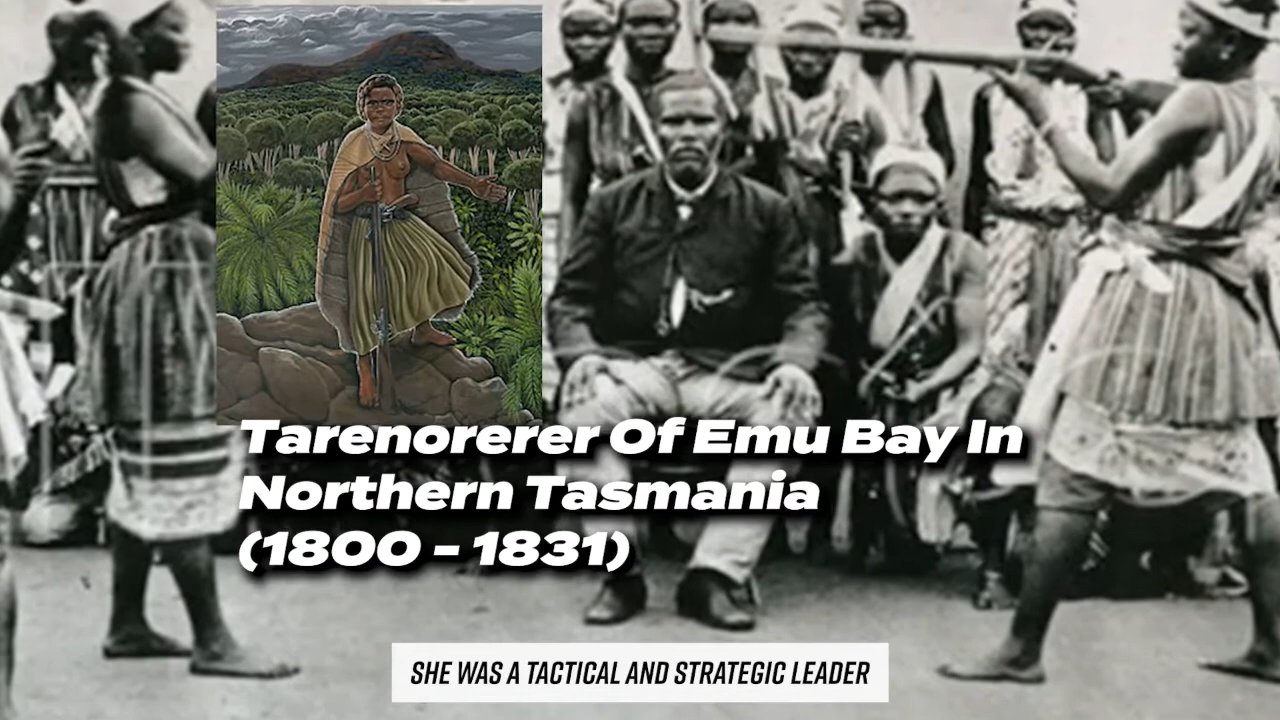 Tarenorerer Of Emu Bay In
Northern Tasmania
(1800 – 1831)
SHE WAS A TACTICAL AND STRATEGIC LEADER